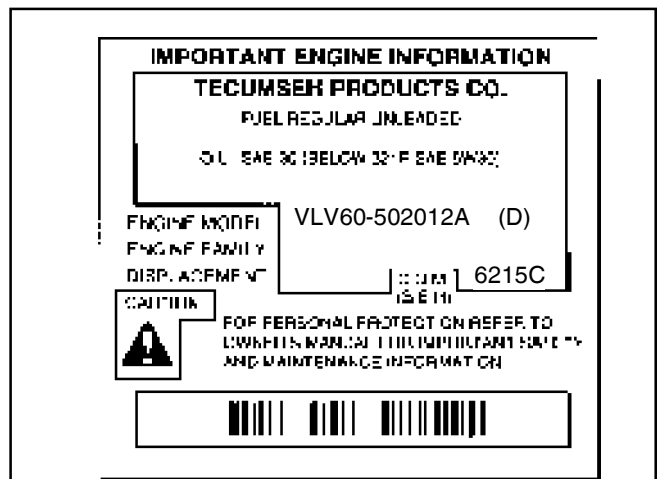 IMPORTANT ENGINE INFORMATION
TECUMSEH PRODUCTS CO.
FUEL REGULAR UNLEADED
OIL SAE 30 (BELOW 32°F SAE 5W30)
ENGINE MODEL VLV60-502012A (D)
ENGINE FAMILY
DISPLACEMENT 6215C
D.O.M.
(S.E.R.)
CAUTION
FOR PERSONAL PROTECTION REFER TO
OWNER'S MANUAL FOR IMPORTANT SAFETY
AND MAINTENANCE INFORMATION